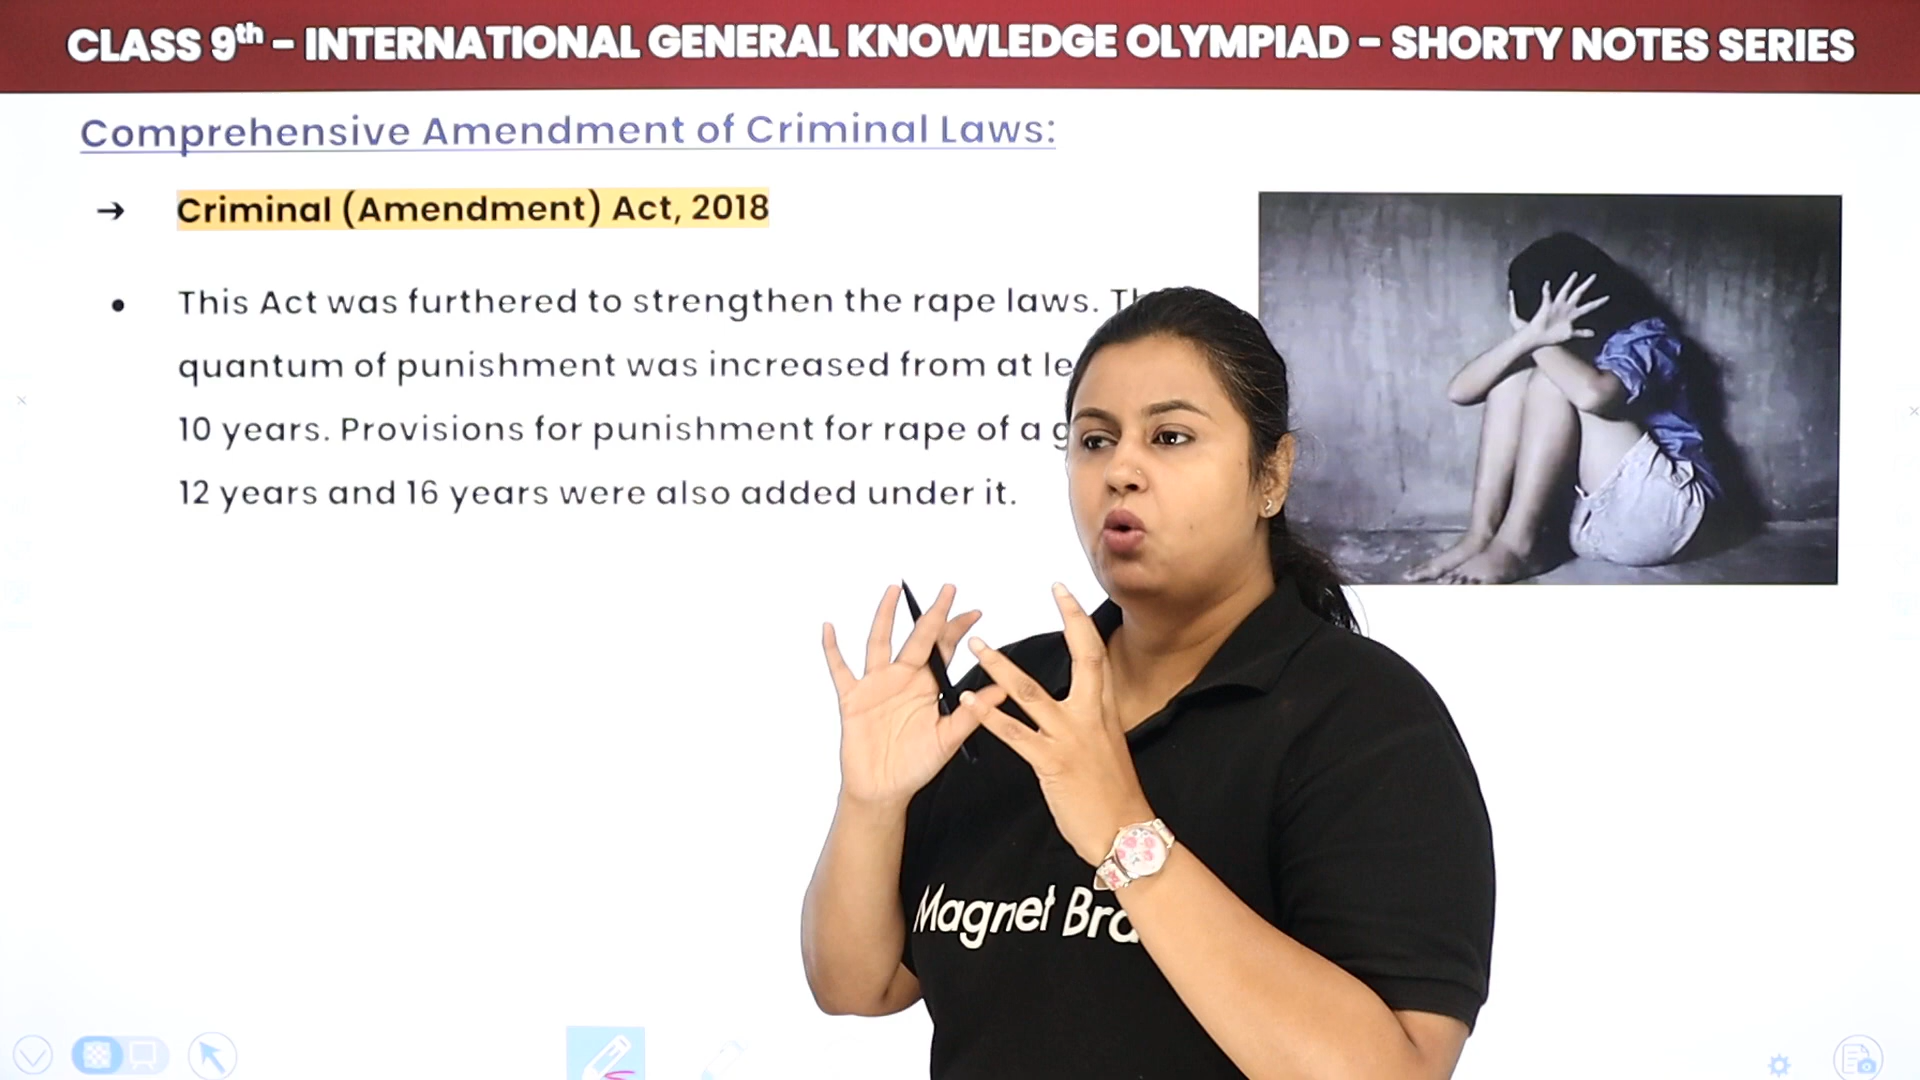 CLASS 9th - INTERNATIONAL GENERAL KNOWLEDGE OLYMPIAD - SHORTY NOTES SERIES
Comprehensive Amendment of Criminal Laws:
→ Criminal (Amendment) Act, 2018
• This Act was furthered to strengthen the rape laws.
quantum of punishment was increased from at
10 years. Provisions for punishment for rape of a
12 years and 16 years were also added under it.
Magnet